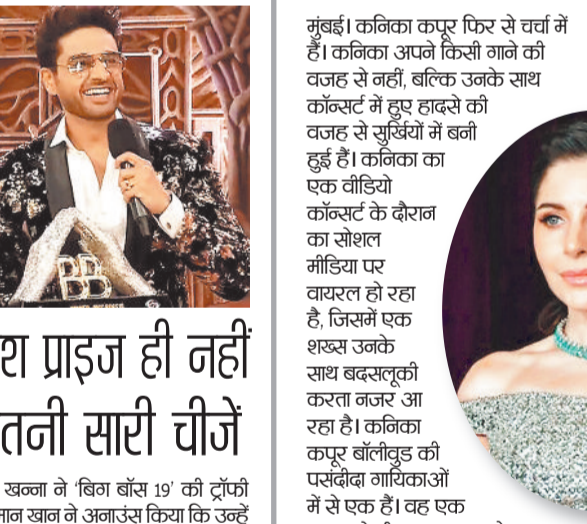 BB
श प्राइज ही नहीं
तनी सारी चीजें
खन्ना ने ‘बिग बॉस 19’ की ट्रॉफी
मान खान ने अनाउंस किया कि उन्हें
मुंबई। कनिका कपूर फिर से चर्चा में
हैं। कनिका अपने किसी गाने की
वजह से नहीं, बल्कि उनके साथ
कॉन्सर्ट में हुए हादसे की
वजह से सुर्खियों में बनी
हुई हैं। कनिका का
एक वीडियो
कॉन्सर्ट के दौरान
का सोशल
मीडिया पर
वायरल हो रहा
है, जिसमें एक
शख्स उनके
साथ बदसलूकी
करता नजर आ
रहा है। कनिका
कपूर बॉलीवुड की
पसंदीदा गायिकाओं
में से एक हैं। वह एक